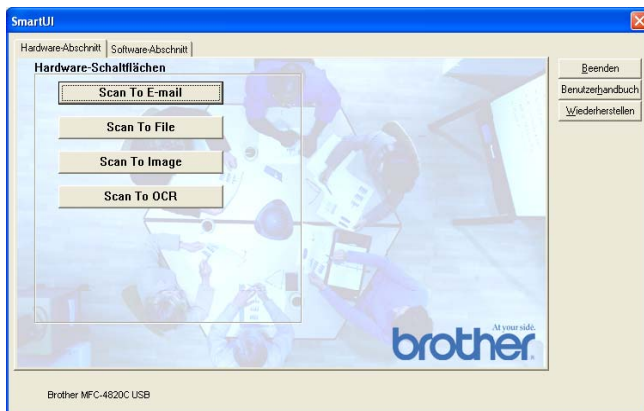 SmartUI
Hardware-Abschnitt
Software-Abschnitt
Hardware-Schaltflächen
Scan To E-mail
Scan To File
Scan To Image
Scan To OCR
Beenden
Benutzerhandbuch
Wiederherstellen
At your side.
brother
Brother MFC-4820C USB